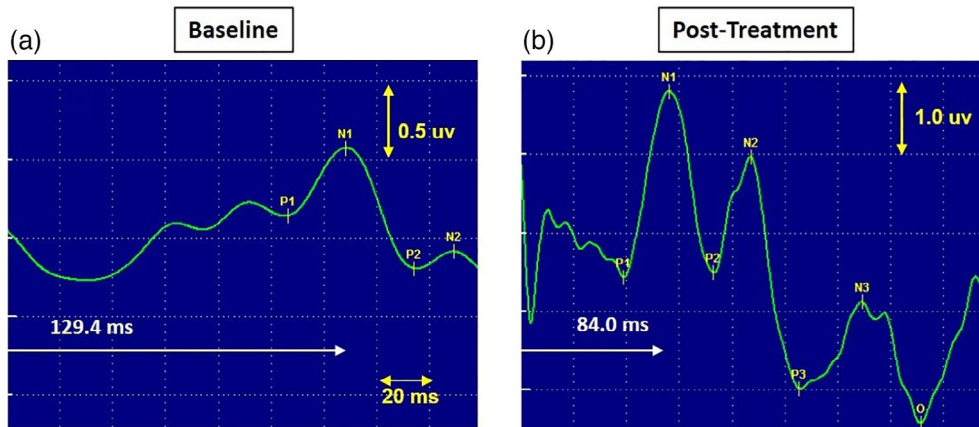 (a)
Baseline
0.5 uv
N1
P1
P2
N2
129.4 ms
20 ms
(b)
Post-Treatment
N1
1.0 uv
N2
P1
P2
N3
84.0 ms
P3
O